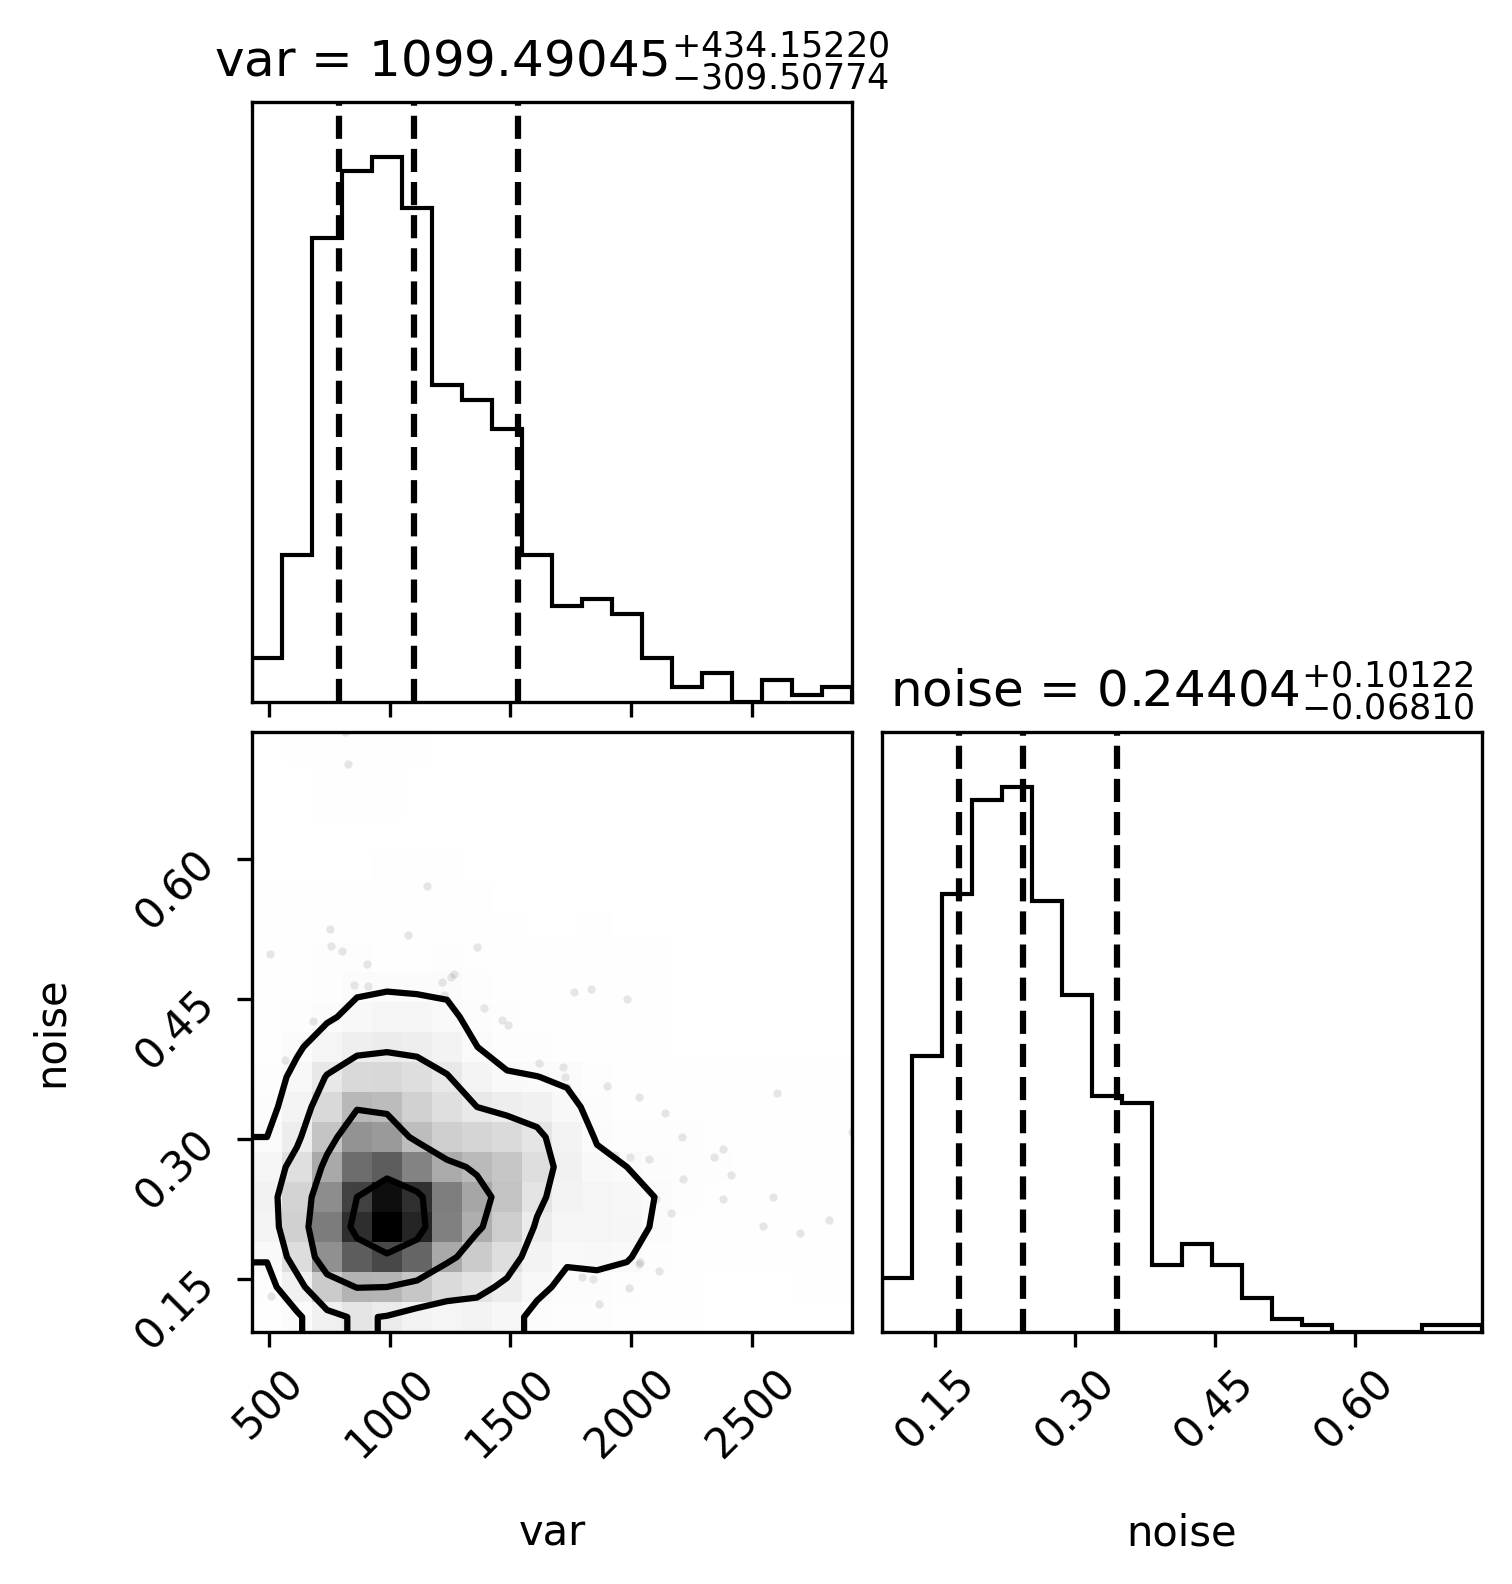 var = 1099.49045+434.15220−309.50774
noise = 0.24404+0.10122−0.06810
noise
0.60
0.45
0.30
0.15
500 1000 1500 2000 2500
0.15 0.30 0.45 0.60
var
noise